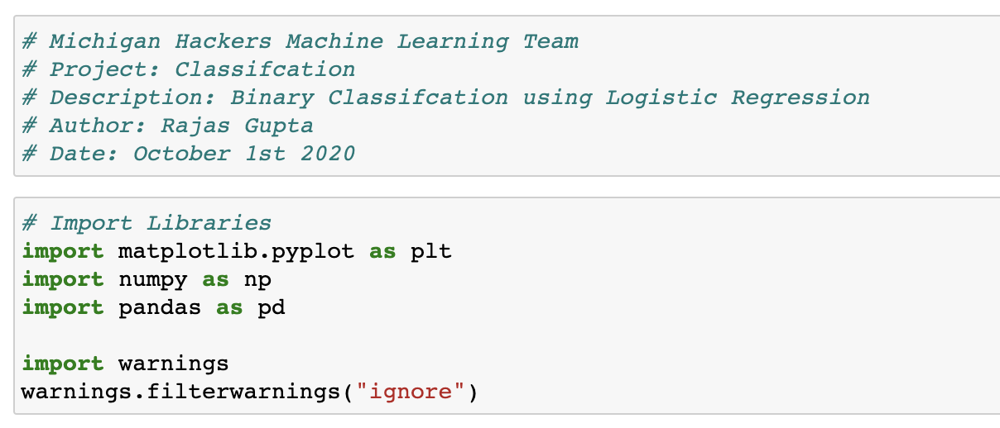 # Michigan Hackers Machine Learning Team
# Project: Classifcation
# Description: Binary Classifcation using Logistic Regression
# Author: Rajas Gupta
# Date: October 1st 2020
# Import Libraries
import matplotlib.pyplot as plt
import numpy as np
import pandas as pd
import warnings
warnings.filterwarnings("ignore")